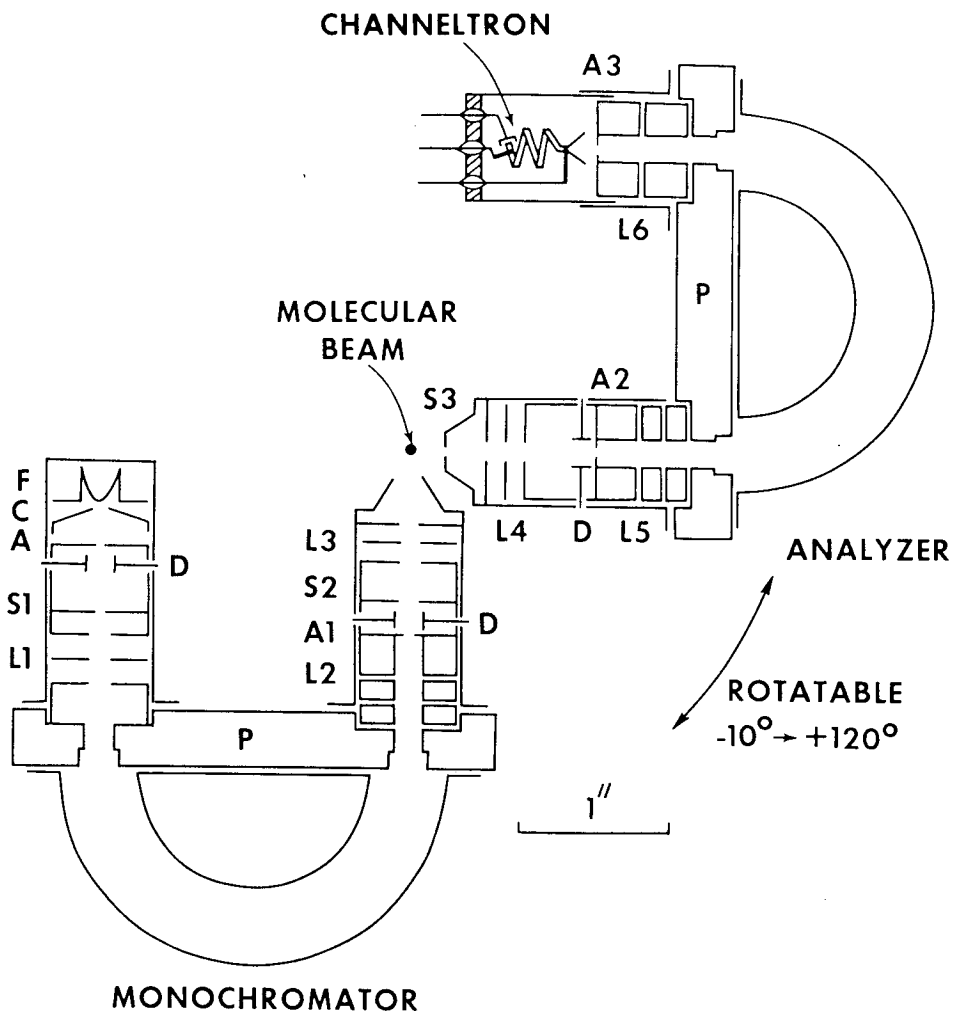 CHANNELTRON
A3
L6
P
MOLECULAR
BEAM
S3
A2
L4
D
L5
ANALYZER
ROTATABLE
-10° → +120°
1"
F
C
A
D
S1
L1
L3
S2
A1
D
L2
P
MONOCHROMATOR